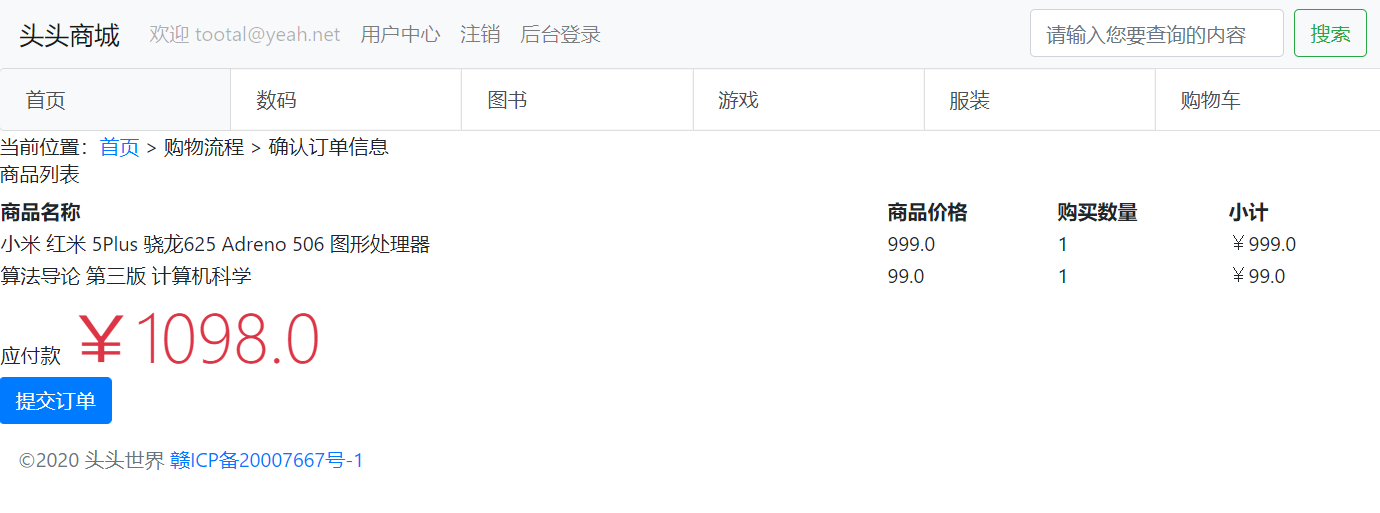 头头商城 欢迎 tootal@yeah.net 用户中心 注销 后台登录 请输入您要查询的内容 搜索
首页 数码 图书 游戏 服装 购物车
当前位置：首页 > 购物流程 > 确认订单信息
商品列表
商品名称 商品价格 购买数量 小计
小米 红米 5Plus 骁龙625 Adreno 506 图形处理器 999.0 1 ￥999.0
算法导论 第三版 计算机科学 99.0 1 ￥99.0
应付款 ￥1098.0
提交订单
©2020 头头世界 赣ICP备20007667号-1